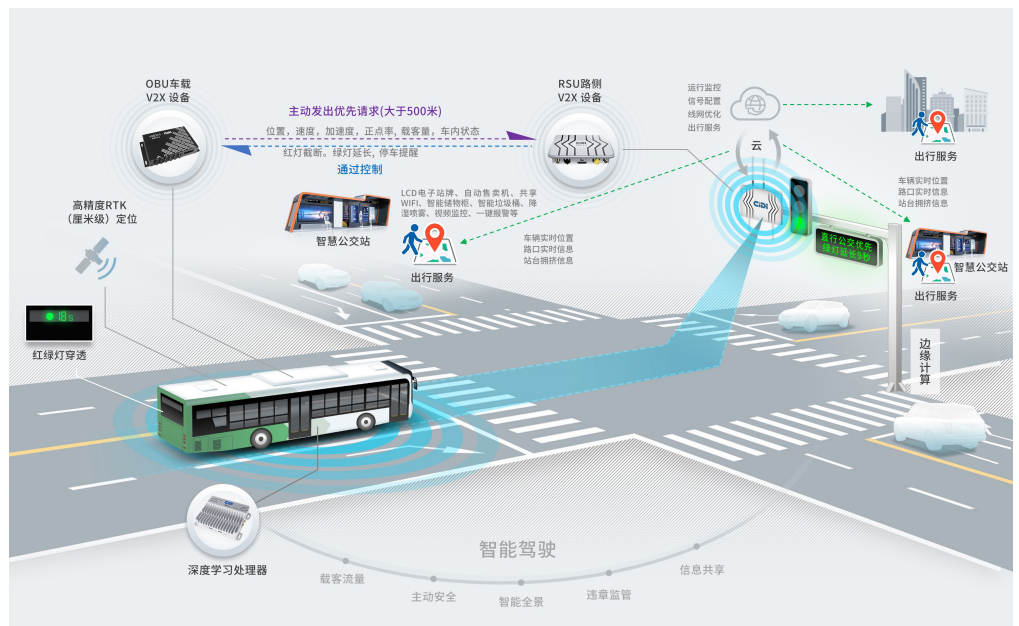 OBU车载
V2X 设备
主动发出优先请求(大于500米)
位置，速度，加速度，正点率, 载客量，车内状态
红灯截断。绿灯延长, 停车提醒
通过控制
RSU路侧
V2X 设备
运行监控
信号配置
线网优化
出行服务
云
出行服务
车辆实时位置
路口实时信息
站台拥挤信息
高精度RTK
（厘米级）定位
智慧公交站
LCD电子站牌、自动售卖机、共享
WIFI、智能储物柜、智能垃圾桶、降
湿喷雾、视频监控、一键报警等
出行服务
车辆实时位置
路口实时信息
站台拥挤信息
CiDi
直行公交优先
绿灯延长9秒
智慧公交站
出行服务
18s
红绿灯穿透
边缘计算
深度学习处理器
智能驾驶
载客流量
主动安全
智能全景
违章监管
信息共享